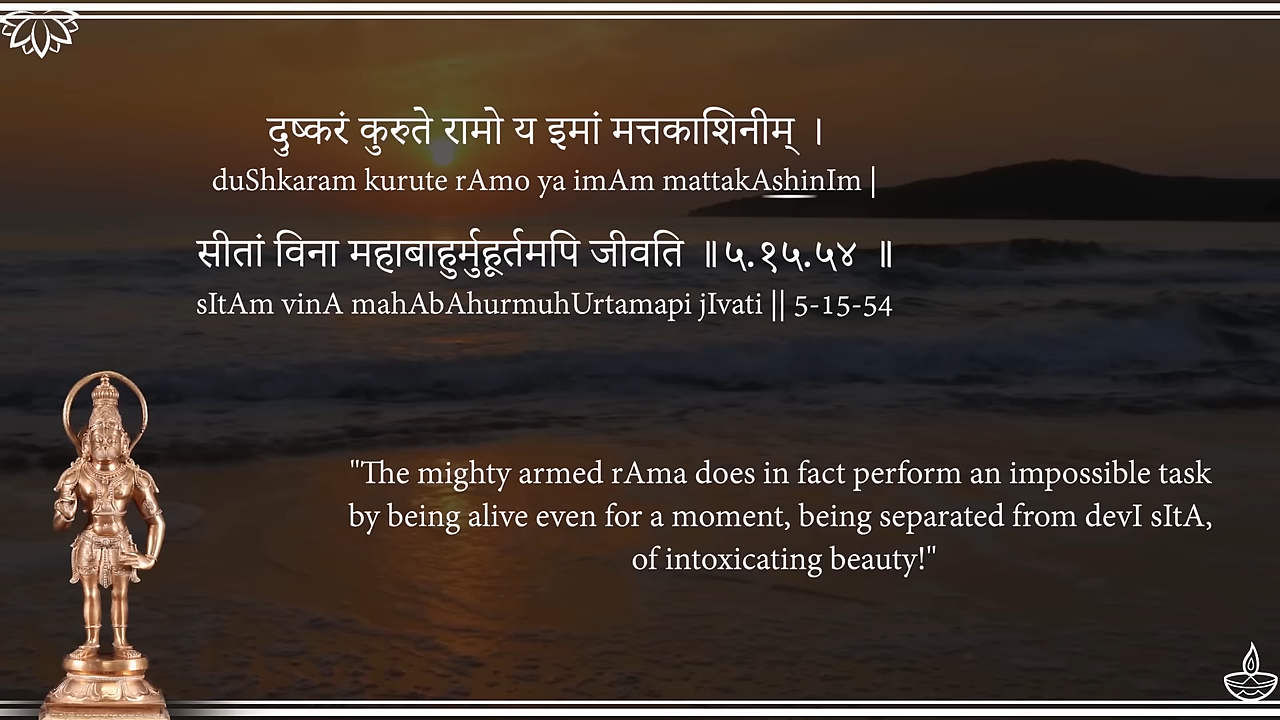 दुष्करं कुरुते रामो य इमां मत्तकाशिनीम् ।
duShkaram kurute rAmo ya imAm mattakAshinIm |
सीतां विना महाबाहुर्मुहूर्तमपि जीवति ॥५.१५.५४ ॥
sItAm vinA mahAbAhurmuhUrtamapi jIvati || 5-15-54
"The mighty armed rAma does in fact perform an impossible task
by being alive even for a moment, being separated from devI sItA,
of intoxicating beauty!"